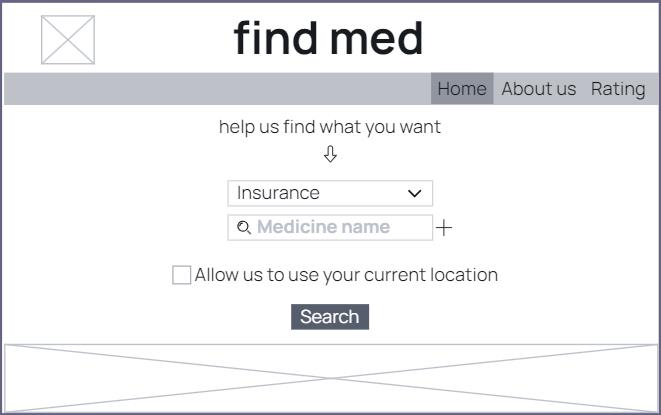 find med
Home About us Rating
help us find what you want
Insurance
Medicine name
Allow us to use your current location
Search